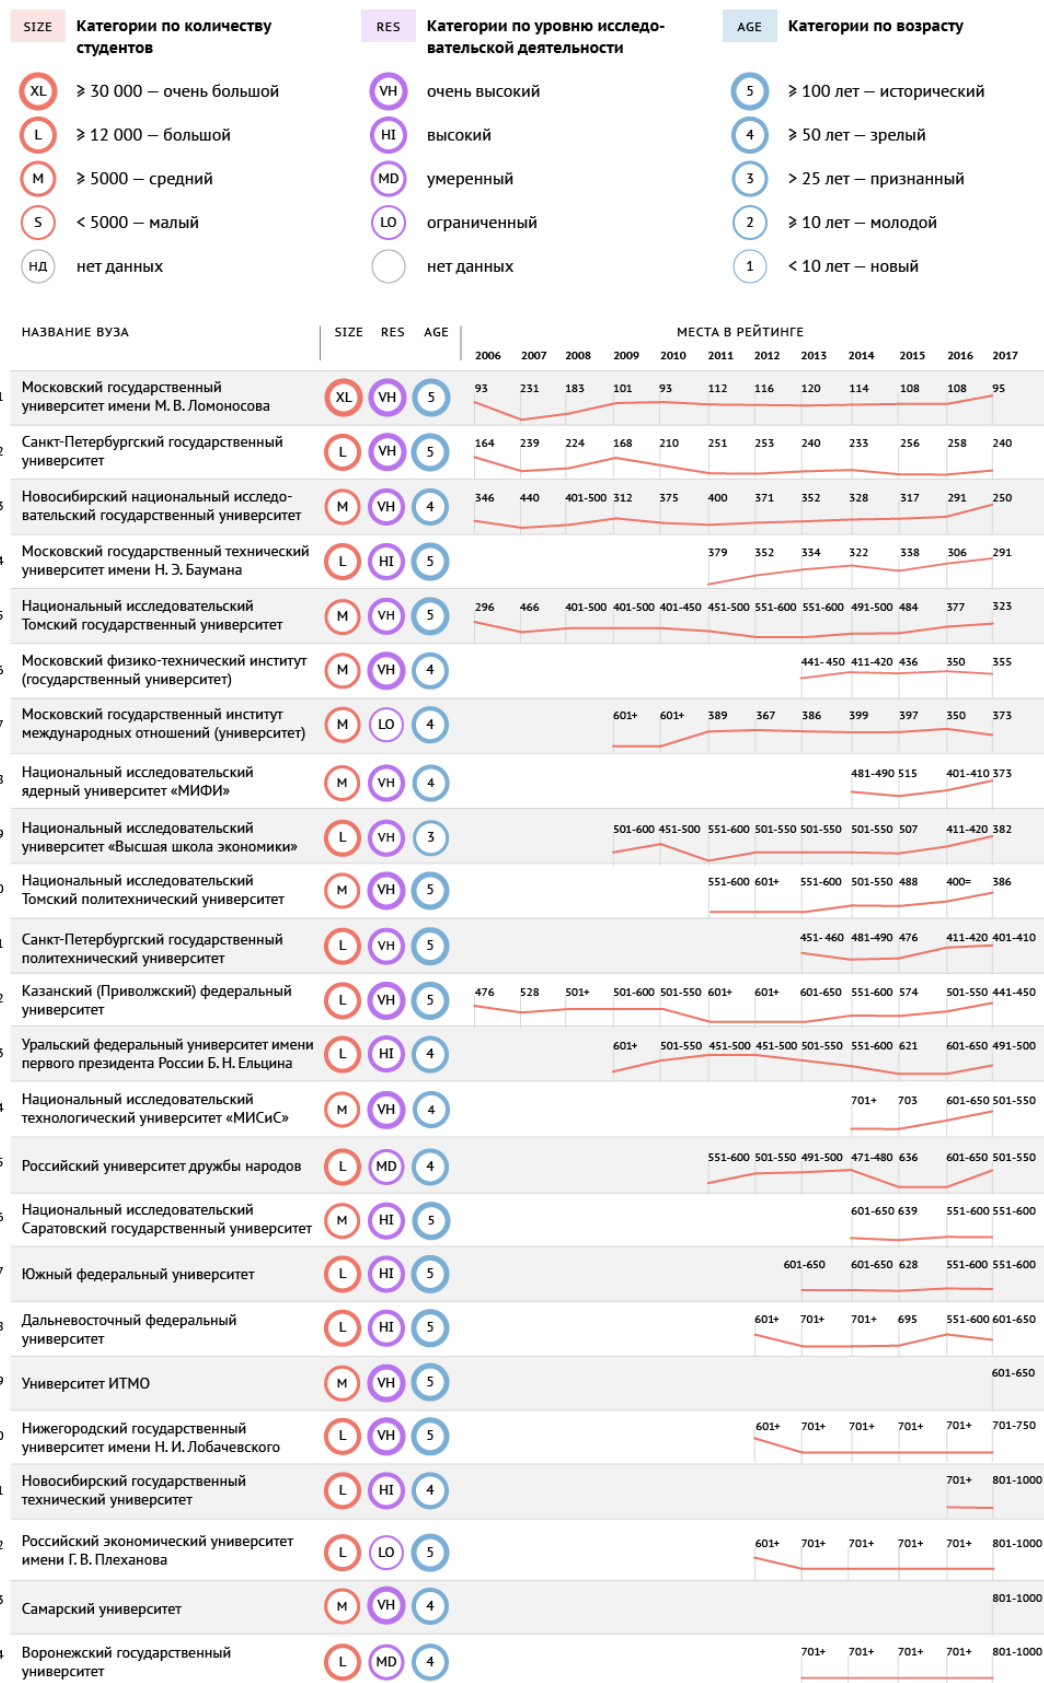 SIZE Категории по количеству
студентов
XL ⩾ 30 000 — очень большой
L ⩾ 12 000 — большой
M ⩾ 5000 — средний
S < 5000 — малый
НД нет данных
RES Категории по уровню исследо-
вательской деятельности
VH очень высокий
HI высокий
MD умеренный
LO ограниченный
нет данных
AGE Категории по возрасту
5 ⩾ 100 лет — исторический
4 ⩾ 50 лет — зрелый
3 > 25 лет — признанный
2 ⩾ 10 лет — молодой
1 < 10 лет — новый
НАЗВАНИЕ ВУЗА SIZE RES AGE МЕСТА В РЕЙТИНГЕ
2006 2007 2008 2009 2010 2011 2012 2013 2014 2015 2016 2017
1 Московский государственный
университет имени М. В. Ломоносова XL VH 5 93 231 183 101 93 112 116 120 114 108 108 95
2 Санкт-Петербургский государственный
университет L VH 5 164 239 224 168 210 251 253 240 233 256 258 240
3 Новосибирский национальный исследо-
вательский государственный университет M VH 4 346 440 401-500 312 375 400 371 352 328 317 291 250
4 Московский государственный технический
университет имени Н. Э. Баумана L HI 5 379 352 334 322 338 306 291
5 Национальный исследовательский
Томский государственный университет M VH 5 296 466 401-500 401-500 401-450 451-500 551-600 551-600 491-500 484 377 323
6 Московский физико-технический институт
(государственный университет) M VH 4 441- 450 411-420 436 350 355
7 Московский государственный институт
международных отношений (университет) M LO 4 601+ 601+ 389 367 386 399 397 350 373
8 Национальный исследовательский
ядерный университет «МИФИ» M VH 4 481-490 515 401-410 373
9 Национальный исследовательский
университет «Высшая школа экономики» L VH 3 501-600 451-500 551-600 501-550 501-550 501-550 507 411-420 382
0 Национальный исследовательский
Томский политехнический университет M VH 5 551-600 601+ 551-600 501-550 488 400= 386
1 Санкт-Петербургский государственный
политехнический университет L VH 5 451- 460 481-490 476 411-420 401-410
2 Казанский (Приволжский) федеральный
университет L VH 5 476 528 501+ 501-600 501-550 601+ 601+ 601-650 551-600 574 501-550 441-450
3 Уральский федеральный университет имени
первого президента России Б. Н. Ельцина L HI 4 601+ 501-550 451-500 451-500 501-550 551-600 621 601-650 491-500
4 Национальный исследовательский
технологический университет «МИСиС» M VH 4 701+ 703 601-650 501-550
5 Российский университет дружбы народов L MD 4 551-600 501-550 491-500 471-480 636 601-650 501-550
6 Национальный исследовательский
Саратовский государственный университет M HI 5 601-650 639 551-600 551-600
7 Южный федеральный университет L HI 5 601-650 601-650 628 551-600 551-600
8 Дальневосточный федеральный
университет L HI 5 601+ 701+ 701+ 695 551-600 601-650
9 Университет ИТМО M VH 5 601-650
0 Нижегородский государственный
университет имени Н. И. Лобачевского L VH 5 601+ 701+ 701+ 701+ 701+ 701-750
1 Новосибирский государственный
технический университет L HI 4 701+ 801-1000
2 Российский экономический университет
имени Г. В. Плеханова L LO 5 601+ 701+ 701+ 701+ 701+ 801-1000
3 Самарский университет M VH 4 801-1000
4 Воронежский государственный
университет L MD 4 701+ 701+ 701+ 701+ 801-1000